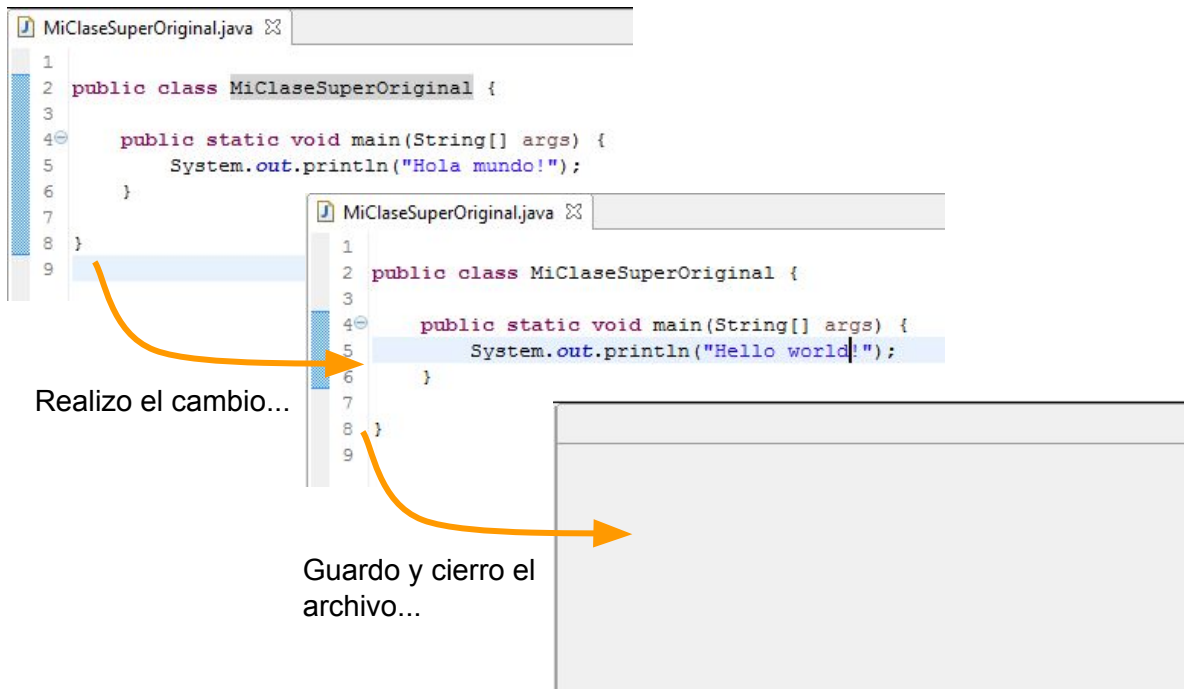 MiClaseSuperOriginal.java
1
2 public class MiClaseSuperOriginal {
3
4 public static void main(String[] args) {
5 System.out.println("Hola mundo!");
6 }
7
8 }
9
Realizo el cambio...
MiClaseSuperOriginal.java
1
2 public class MiClaseSuperOriginal {
3
4 public static void main(String[] args) {
5 System.out.println("Hello world!");
6 }
7
8 }
9
Guardo y cierro el
archivo...